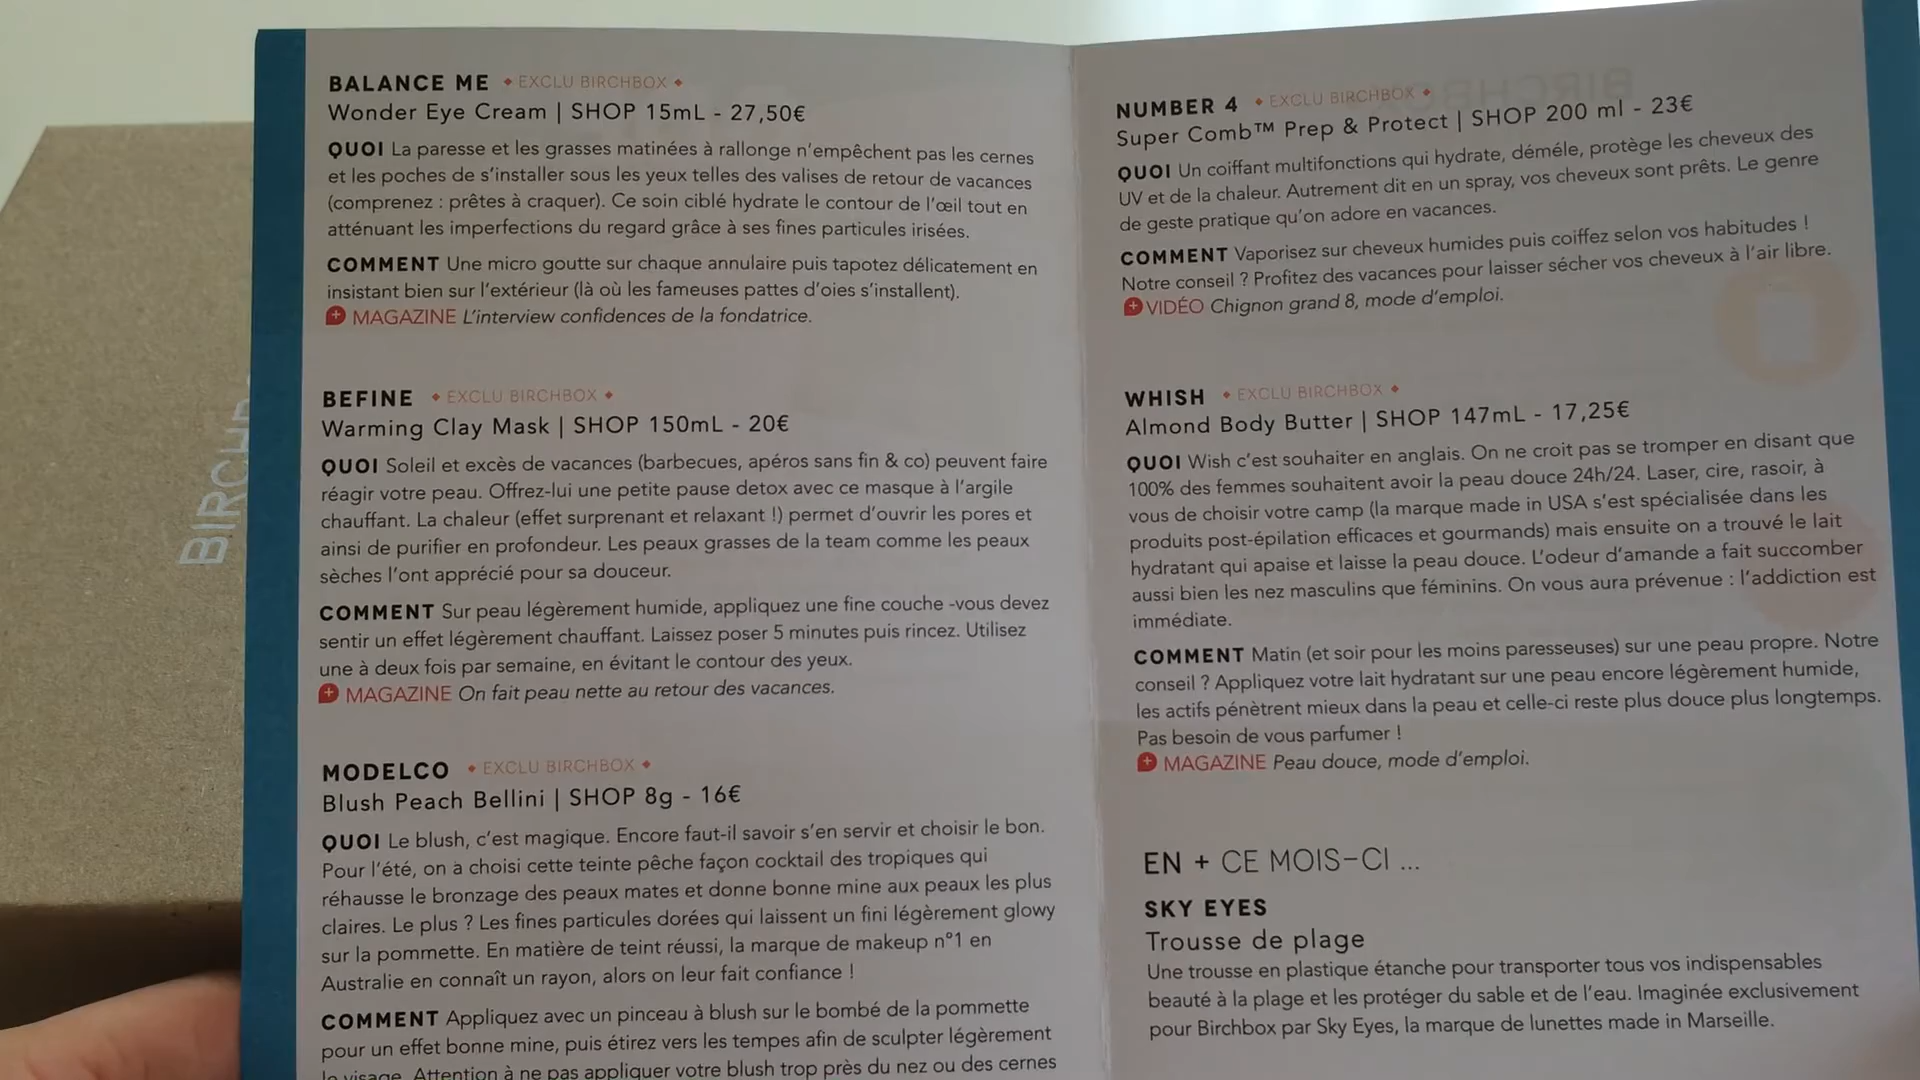 BALANCE ME ◆ EXCLU BIRCHBOX ◆
Wonder Eye Cream | SHOP 15mL - 27,50€
QUOI La paresse et les grasses matinées à rallonge n'empêchent pas les cernes
et les poches de s'installer sous les yeux telles des valises de retour de vacances
(comprenez : prêtes à craquer). Ce soin ciblé hydrate le contour de l'œil tout en
atténuant les imperfections du regard grâce à ses fines particules irisées.
COMMENT Une micro goutte sur chaque annulaire puis tapotez délicatement en
insistant bien sur l'extérieur (là où les fameuses pattes d'oies s'installent).
+ MAGAZINE L'interview confidences de la fondatrice.
BEFINE ◆ EXCLU BIRCHBOX ◆
Warming Clay Mask | SHOP 150mL - 20€
QUOI Soleil et excès de vacances (barbecues, apéros sans fin & co) peuvent faire
réagir votre peau. Offrez-lui une petite pause detox avec ce masque à l'argile
chauffant. La chaleur (effet surprenant et relaxant !) permet d'ouvrir les pores et
ainsi de purifier en profondeur. Les peaux grasses de la team comme les peaux
sèches l'ont apprécié pour sa douceur.
COMMENT Sur peau légèrement humide, appliquez une fine couche -vous devez
sentir un effet légèrement chauffant. Laissez poser 5 minutes puis rincez. Utilisez
une à deux fois par semaine, en évitant le contour des yeux.
+ MAGAZINE On fait peau nette au retour des vacances.
MODELCO ◆ EXCLU BIRCHBOX ◆
Blush Peach Bellini | SHOP 8g - 16€
QUOI Le blush, c'est magique. Encore faut-il savoir s'en servir et choisir le bon.
Pour l'été, on a choisi cette teinte pêche façon cocktail des tropiques qui
réhausse le bronzage des peaux mates et donne bonne mine aux peaux les plus
claires. Le plus ? Les fines particules dorées qui laissent un fini légèrement glowy
sur la pommette. En matière de teint réussi, la marque de makeup n°1 en
Australie en connaît un rayon, alors on leur fait confiance !
COMMENT Appliquez avec un pinceau à blush sur le bombé de la pommette
pour un effet bonne mine, puis étirez vers les tempes afin de sculpter légèrement
le visage. Attention à ne pas appliquer votre blush trop près du nez ou des cernes
NUMBER 4 ◆ EXCLU BIRCHBOX ◆
Super Comb™ Prep & Protect | SHOP 200 ml - 23€
QUOI Un coiffant multifonctions qui hydrate, déméle, protège les cheveux des
UV et de la chaleur. Autrement dit en un spray, vos cheveux sont prêts. Le genre
de geste pratique qu'on adore en vacances.
COMMENT Vaporisez sur cheveux humides puis coiffez selon vos habitudes !
Notre conseil ? Profitez des vacances pour laisser sécher vos cheveux à l'air libre.
+ VIDÉO Chignon grand 8, mode d'emploi.
WHISH ◆ EXCLU BIRCHBOX ◆
Almond Body Butter | SHOP 147mL - 17,25€
QUOI Wish c'est souhaiter en anglais. On ne croit pas se tromper en disant que
100% des femmes souhaitent avoir la peau douce 24h/24. Laser, cire, rasoir, à
vous de choisir votre camp (la marque made in USA s'est spécialisée dans les
produits post-épilation efficaces et gourmands) mais ensuite on a trouvé le lait
hydratant qui apaise et laisse la peau douce. L'odeur d'amande a fait succomber
aussi bien les nez masculins que féminins. On vous aura prévenue : l'addiction est
immédiate.
COMMENT Matin (et soir pour les moins paresseuses) sur une peau propre. Notre
conseil ? Appliquez votre lait hydratant sur une peau encore légèrement humide,
les actifs pénètrent mieux dans la peau et celle-ci reste plus douce plus longtemps.
Pas besoin de vous parfumer !
+ MAGAZINE Peau douce, mode d'emploi.
EN + CE MOIS-CI ...
SKY EYES
Trousse de plage
Une trousse en plastique étanche pour transporter tous vos indispensables
beauté à la plage et les protéger du sable et de l'eau. Imaginée exclusivement
pour Birchbox par Sky Eyes, la marque de lunettes made in Marseille.